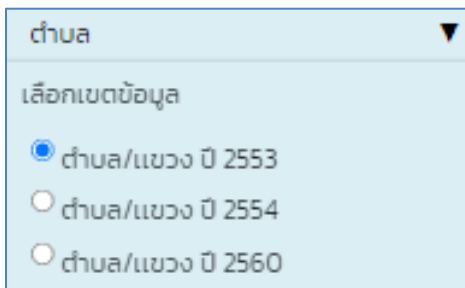 ตำบล
เลือกเขตข้อมูล
ตำบล/แขวง ปี 2553
ตำบล/แขวง ปี 2554
ตำบล/แขวง ปี 2560